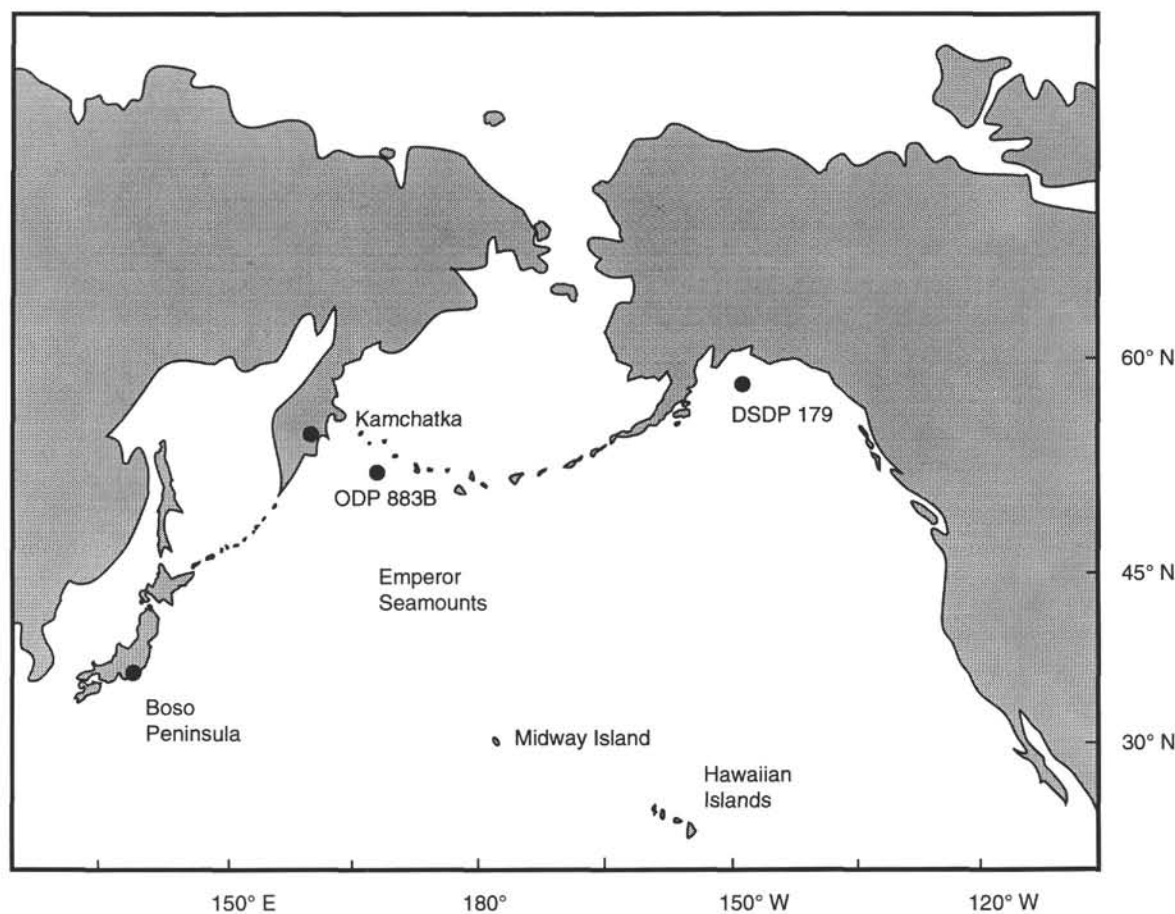 60° N
DSDP 179
Kamchatka
ODP 883B
45° N
Emperor
Seamounts
Boso
Peninsula
Midway Island
30° N
Hawaiian
Islands
150° E
180°
150° W
120° W